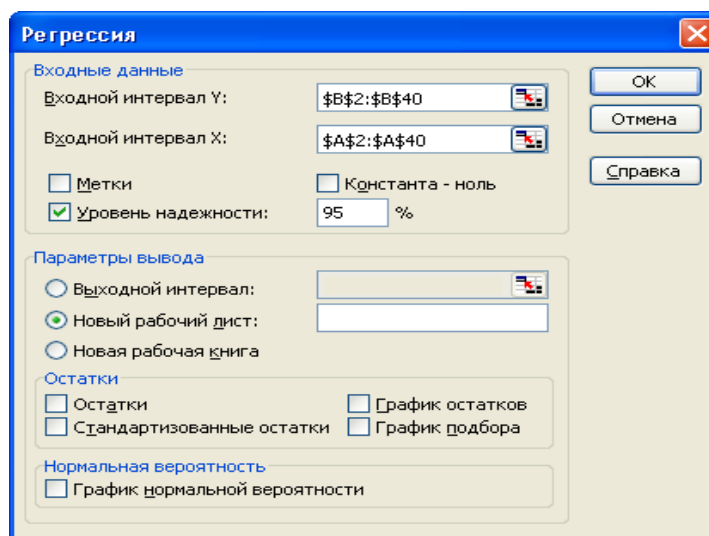 Регрессия
Входные данные
Входной интервал Y: $B$2:$B$40
Входной интервал X: $A$2:$A$40
Метки Константа - ноль
Уровень надежности: 95 %
ОК
Отмена
Справка
Параметры вывода
Выходной интервал:
Новый рабочий лист:
Новая рабочая книга
Остатки
Остатки График остатков
Стандартизованные остатки График подбора
Нормальная вероятность
График нормальной вероятности